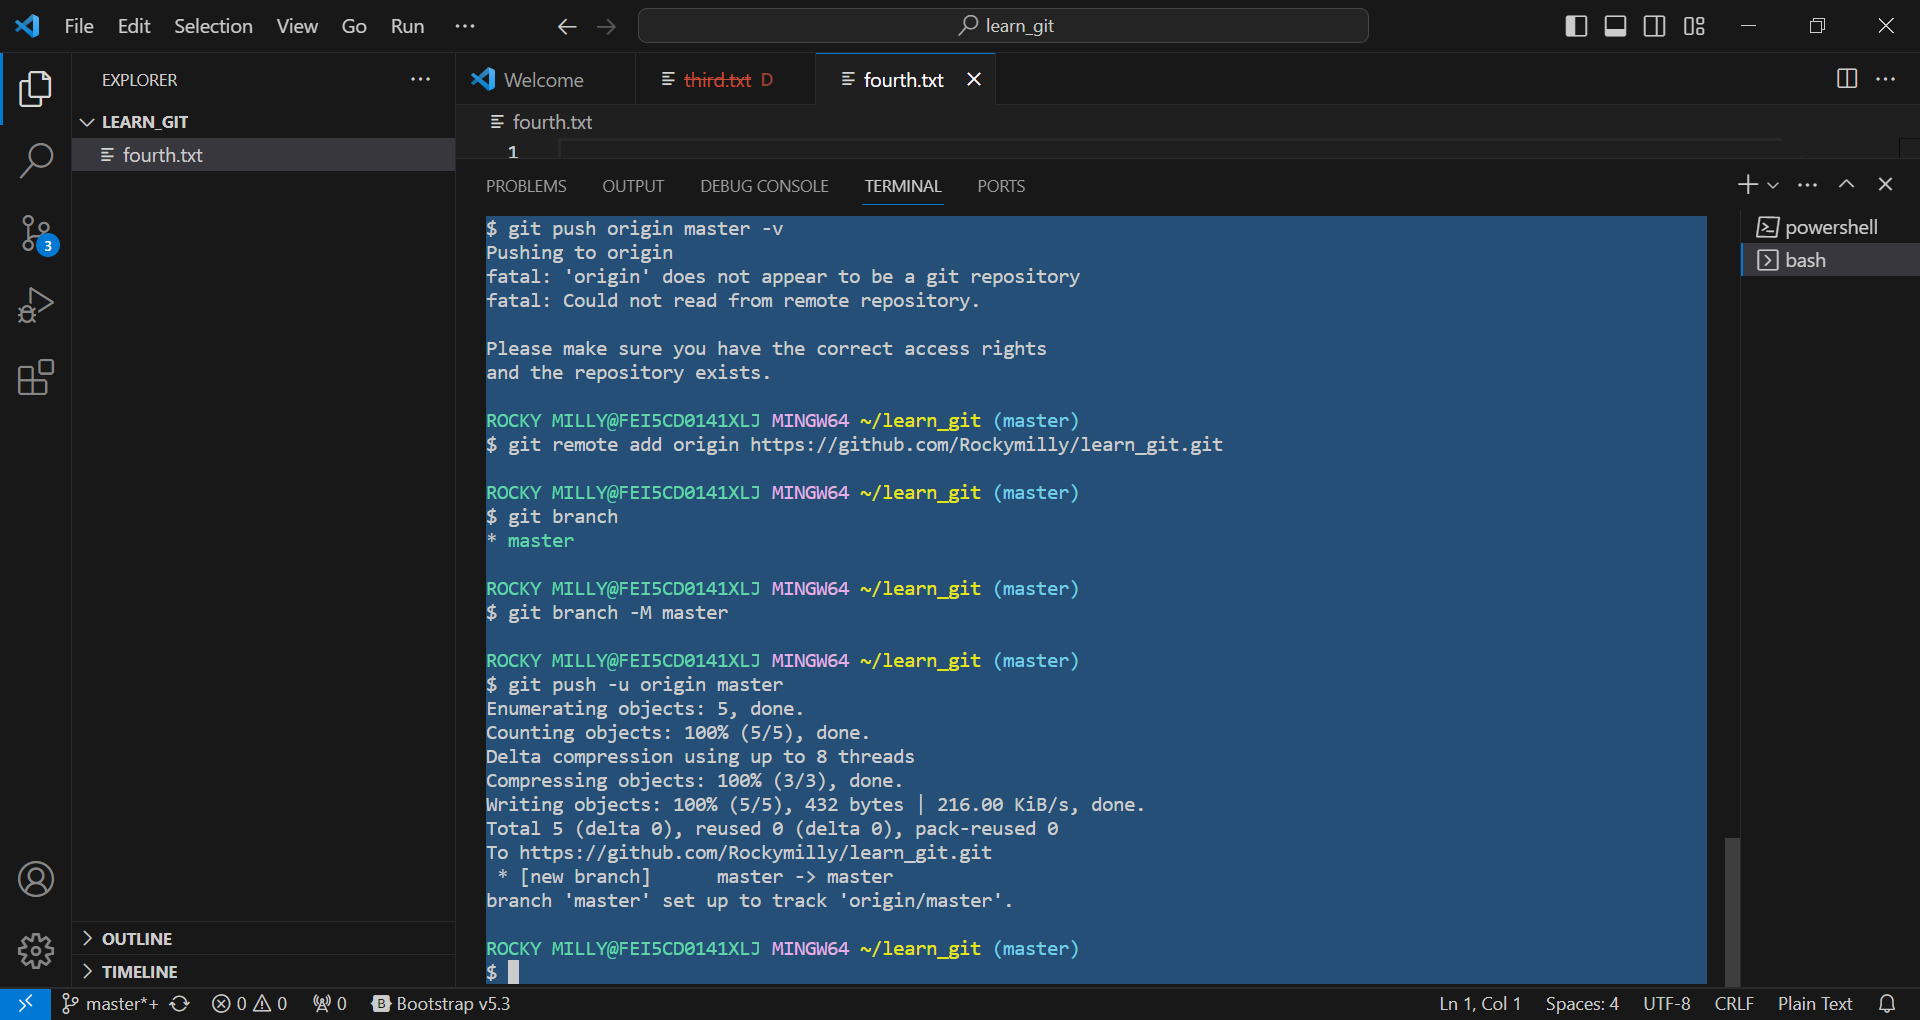 File Edit Selection View Go Run ··· learn_git
EXPLORER ···
Welcome third.txt D fourth.txt
LEARN_GIT
fourth.txt
fourth.txt
1
PROBLEMS OUTPUT DEBUG CONSOLE TERMINAL PORTS
$ git push origin master -v
Pushing to origin
fatal: 'origin' does not appear to be a git repository
fatal: Could not read from remote repository.
Please make sure you have the correct access rights
and the repository exists.
ROCKY MILLY@FEI5CD0141XLJ MINGW64 ~/learn_git (master)
$ git remote add origin https://github.com/Rockymilly/learn_git.git
ROCKY MILLY@FEI5CD0141XLJ MINGW64 ~/learn_git (master)
$ git branch
* master
ROCKY MILLY@FEI5CD0141XLJ MINGW64 ~/learn_git (master)
$ git branch -M master
ROCKY MILLY@FEI5CD0141XLJ MINGW64 ~/learn_git (master)
$ git push -u origin master
Enumerating objects: 5, done.
Counting objects: 100% (5/5), done.
Delta compression using up to 8 threads
Compressing objects: 100% (3/3), done.
Writing objects: 100% (5/5), 432 bytes | 216.00 KiB/s, done.
Total 5 (delta 0), reused 0 (delta 0), pack-reused 0
To https://github.com/Rockymilly/learn_git.git
* [new branch] master -> master
branch 'master' set up to track 'origin/master'.
ROCKY MILLY@FEI5CD0141XLJ MINGW64 ~/learn_git (master)
$
powershell
bash
3
OUTLINE
TIMELINE
master*+ 0 0 0 B Bootstrap v5.3 Ln 1, Col 1 Spaces: 4 UTF-8 CRLF Plain Text